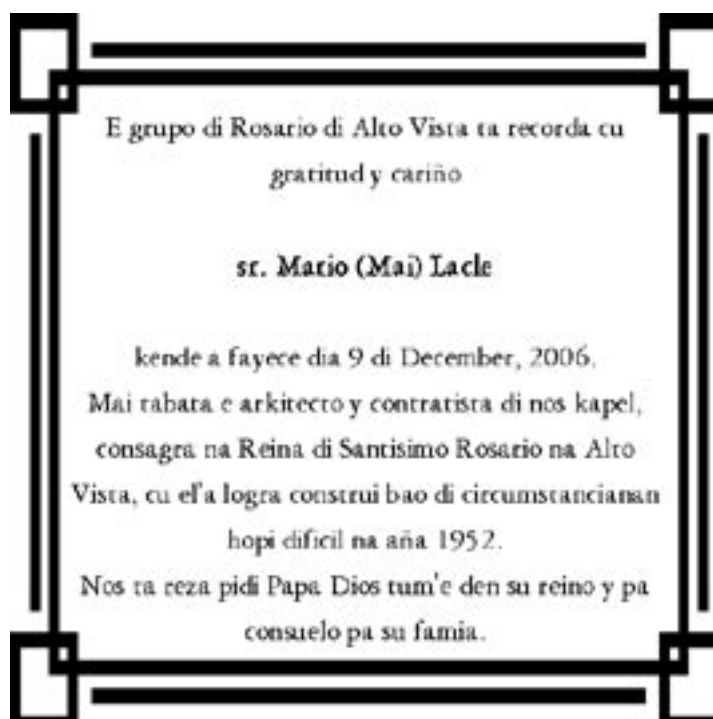 E grupo di Rosario di Alto Vista ta recorda cu
gratitud y cariño
sr. Mario (Mai) Lacle
kende a fayece dia 9 di December, 2006.
Mai tabata e arkitecto y contratista di nos kapel,
consagra na Reina di Santisimo Rosario na Alto
Vista, cu el'a logra construi bao di circumstancianan
hopi dificil na aña 1952.
Nos ta reza pidi Papa Dios tum'e den su reino y pa
consuelo pa su famia.